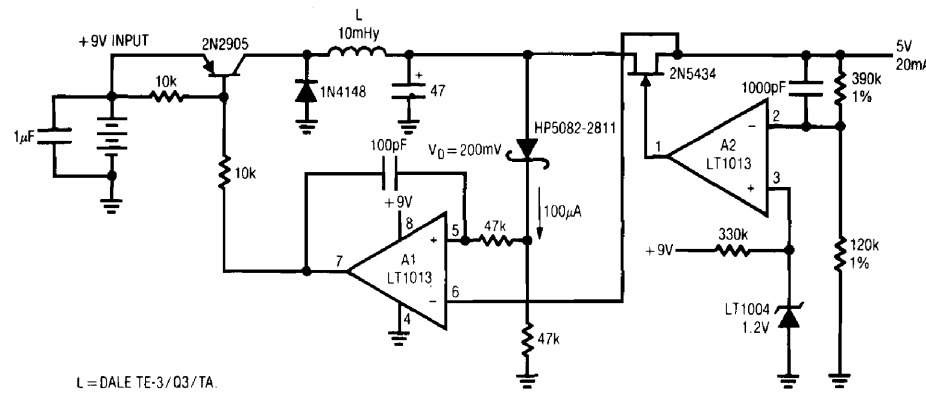 L
10mHy
+9V INPUT
2N2905
5V
20mA
2N5434
10k
1N4148
+
47
1000pF
390k
1%
HP5082-2811
1µF
2
−
A2
LT1013
1
100pF
V_D=200mV
10k
+
3
+9V
100µA
8
5
47k
330k
+
+9V
120k
1%
7
A1
LT1013
6
−
LT1004
1.2V
4
47k
L=DALE TE-3/Q3/TA.